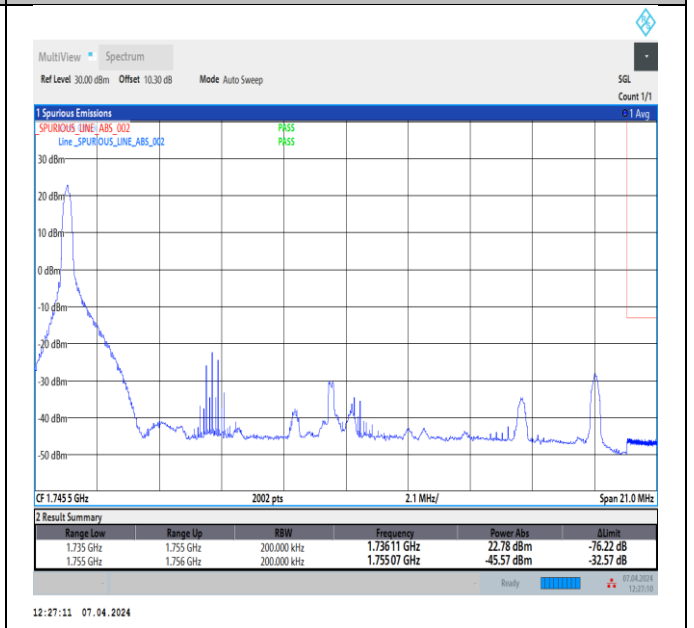 MultiView Spectrum
Ref Level 30.00 dBm Offset 10.30 dB Mode Auto Sweep SGL
Count 1/1
1 Spurious Emissions 1 Avg
_SPURIOUS_LINE_ABS_002 PASS
Line _SPURIOUS_LINE_ABS_002 PASS
30 dBm
20 dBm
10 dBm
0 dBm
-10 dBm
-20 dBm
-30 dBm
-40 dBm
-50 dBm
CF 1.745 5 GHz 2002 pts 2.1 MHz/ Span 21.0 MHz
2 Result Summary
Range Low Range Up RBW Frequency Power Abs ΔLimit
1.735 GHz 1.755 GHz 200.000 kHz 1.736 11 GHz 22.78 dBm -76.22 dB
1.755 GHz 1.756 GHz 200.000 kHz 1.755 07 GHz -45.57 dBm -32.57 dB
Ready 07.04.2024
12:27:10
12:27:11 07.04.2024